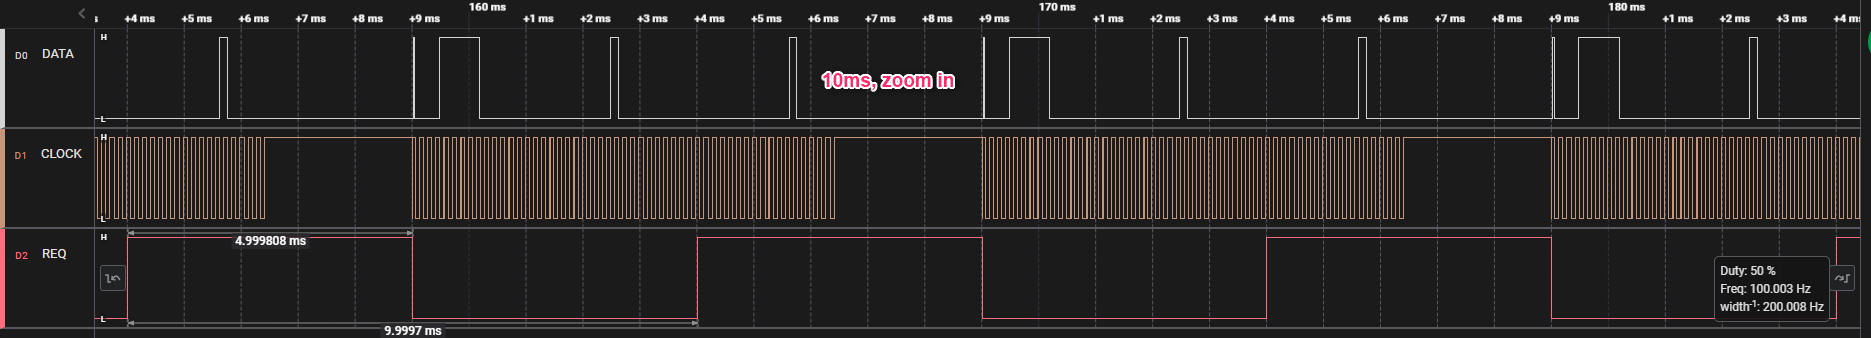 160 ms 170 ms 180 ms
s +4 ms +5 ms +6 ms +7 ms +8 ms +9 ms +1 ms +2 ms +3 ms +4 ms +5 ms +6 ms +7 ms +8 ms +9 ms +1 ms +2 ms +3 ms +4 ms +5 ms +6 ms +7 ms +8 ms +9 ms +1 ms +2 ms +3 ms +4 m
H
D0 DATA
10ms, zoom in
L
H
D1 CLOCK
L
H
4.999808 ms
D2 REQ
Duty: 50 %
Freq: 100.003 Hz
width-1: 200.008 Hz
L
9.9997 ms